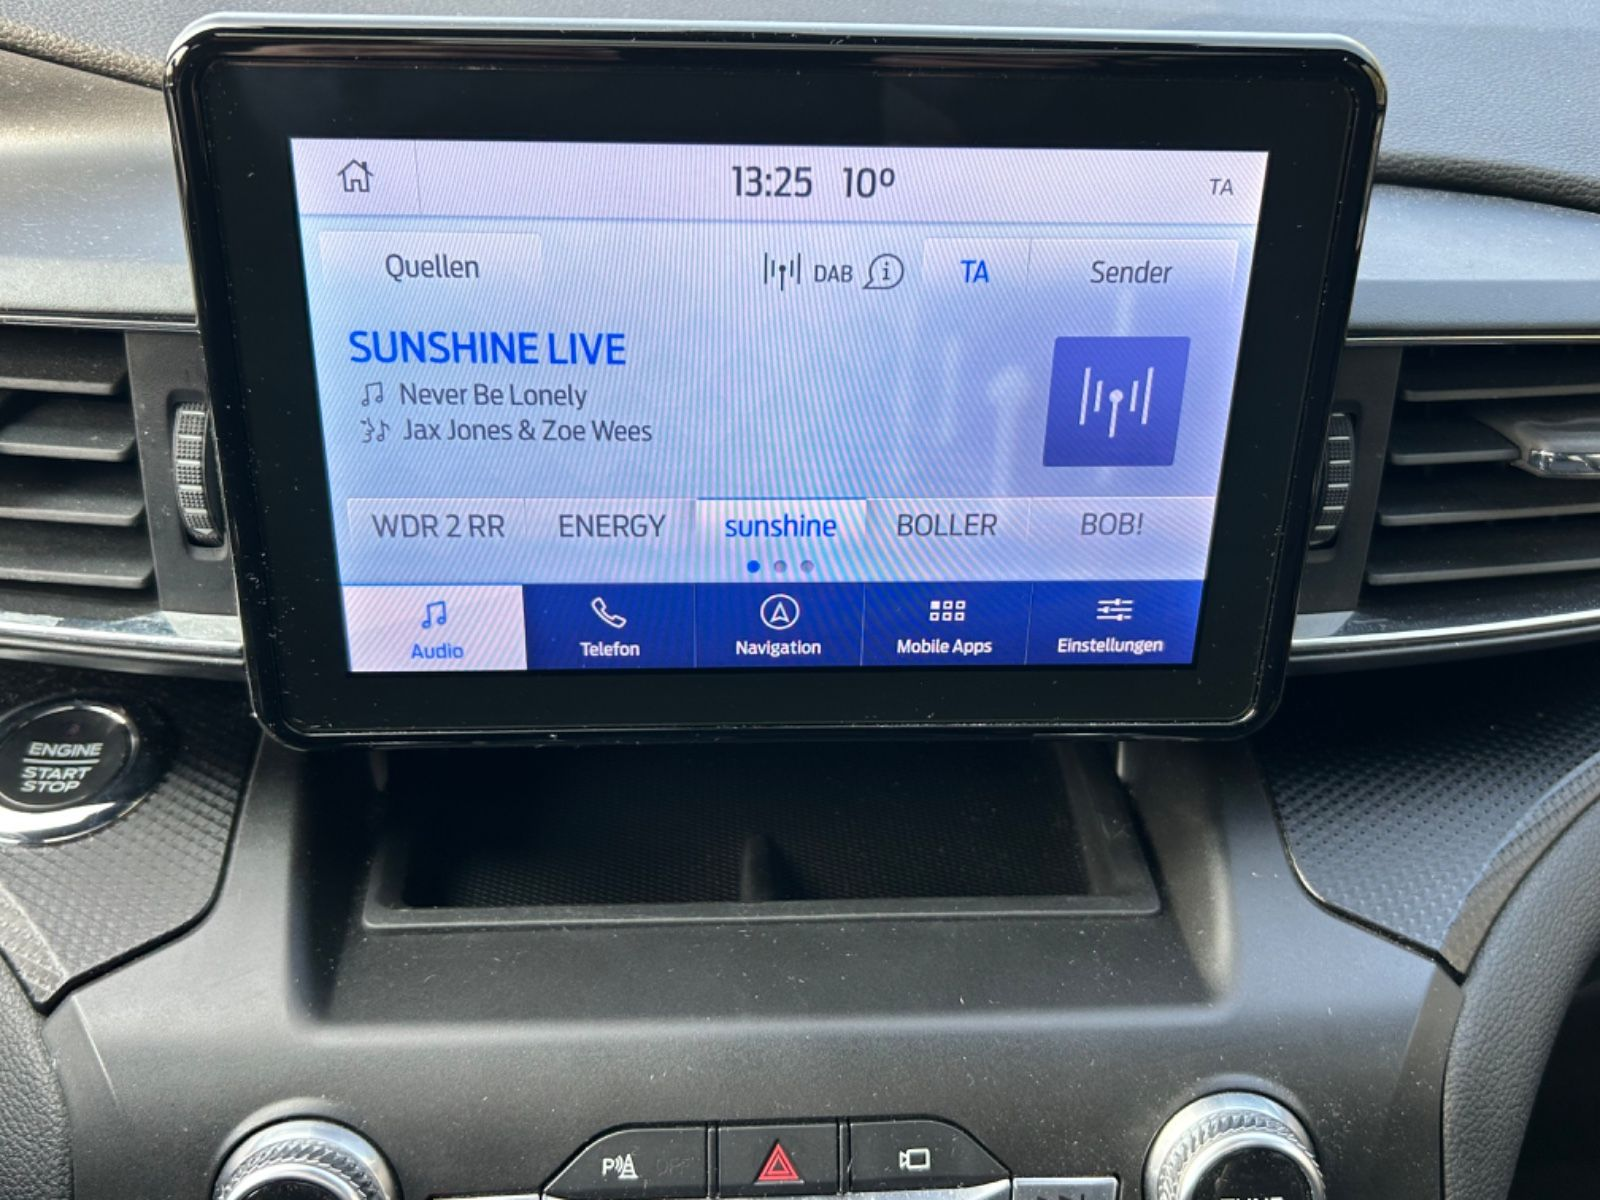 13:25 10°
TA
Quellen
DAB
TA
Sender
SUNSHINE LIVE
Never Be Lonely
Jax Jones & Zoe Wees
WDR 2 RR
ENERGY
sunshine
BOLLER
BOB!
Audio
Telefon
Navigation
Mobile Apps
Einstellungen
ENGINE
START
STOP
P
OFF